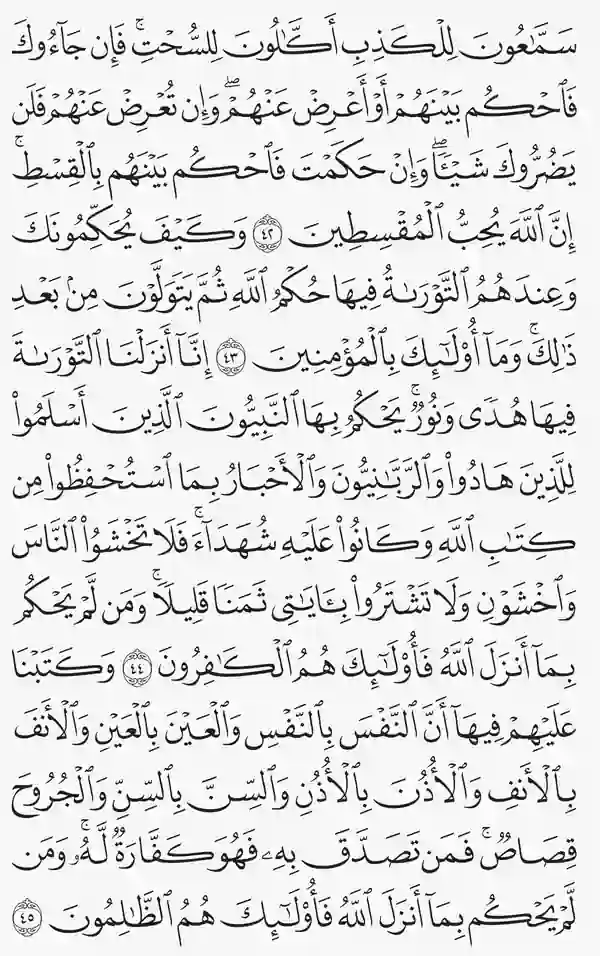 سَمَّٰعُونَ لِلۡكَذِبِ أَكَّٰلُونَ لِلسُّحۡتِۚ فَإِن جَآءُوكَ
فَٱحۡكُم بَيۡنَهُمۡ أَوۡ أَعۡرِضۡ عَنۡهُمۡۖ وَإِن تُعۡرِضۡ عَنۡهُمۡ فَلَن
يَضُرُّوكَ شَيۡـٔٗاۖ وَإِنۡ حَكَمۡتَ فَٱحۡكُم بَيۡنَهُم بِٱلۡقِسۡطِۚ
إِنَّ ٱللَّهَ يُحِبُّ ٱلۡمُقۡسِطِينَ ٤٢ وَكَيۡفَ يُحَكِّمُونَكَ
وَعِندَهُمُ ٱلتَّوۡرَىٰةُ فِيهَا حُكۡمُ ٱللَّهِ ثُمَّ يَتَوَلَّوۡنَ مِنۢ بَعۡدِ
ذَٰلِكَۚ وَمَآ أُوْلَٰٓئِكَ بِٱلۡمُؤۡمِنِينَ ٤٣ إِنَّآ أَنزَلۡنَا ٱلتَّوۡرَىٰةَ
فِيهَا هُدٗى وَنُورٞۚ يَحۡكُمُ بِهَا ٱلنَّبِيُّونَ ٱلَّذِينَ أَسۡلَمُواْ
لِلَّذِينَ هَادُواْ وَٱلرَّبَّٰنِيُّونَ وَٱلۡأَحۡبَارُ بِمَا ٱسۡتُحۡفِظُواْ مِن
كِتَٰبِ ٱللَّهِ وَكَانُواْ عَلَيۡهِ شُهَدَآءَۚ فَلَا تَخۡشَوُاْ ٱلنَّاسَ
وَٱخۡشَوۡنِ وَلَا تَشۡتَرُواْ بِـَٔايَٰتِي ثَمَنٗا قَلِيلٗاۚ وَمَن لَّمۡ يَحۡكُم
بِمَآ أَنزَلَ ٱللَّهُ فَأُوْلَٰٓئِكَ هُمُ ٱلۡكَٰفِرُونَ ٤٤ وَكَتَبۡنَا
عَلَيۡهِمۡ فِيهَآ أَنَّ ٱلنَّفۡسَ بِٱلنَّفۡسِ وَٱلۡعَيۡنَ بِٱلۡعَيۡنِ وَٱلۡأَنفَ
بِٱلۡأَنفِ وَٱلۡأُذُنَ بِٱلۡأُذُنِ وَٱلسِّنَّ بِٱلسِّنِّ وَٱلۡجُرُوحَ
قِصَاصٞۚ فَمَن تَصَدَّقَ بِهِۦ فَهُوَ كَفَّارَةٞ لَّهُۥۚ وَمَن
لَّمۡ يَحۡكُم بِمَآ أَنزَلَ ٱللَّهُ فَأُوْلَٰٓئِكَ هُمُ ٱلظَّٰلِمُونَ ٤٥